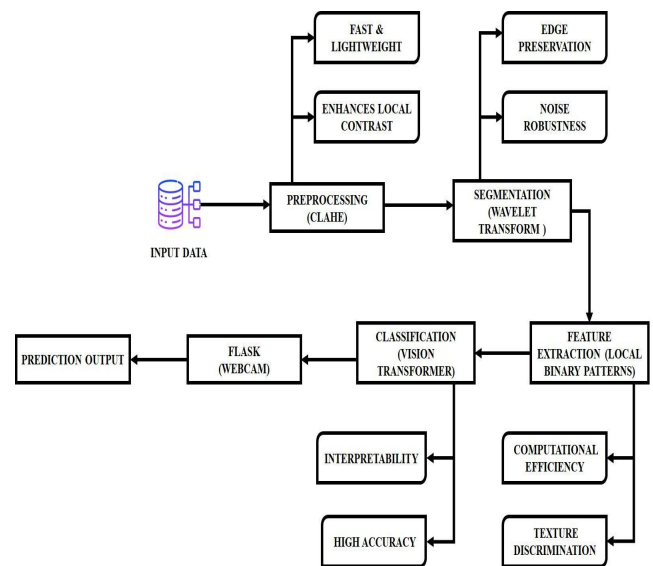 FAST &
LIGHTWEIGHT
ENHANCES LOCAL
CONTRAST
EDGE
PRESERVATION
NOISE
ROBUSTNESS
INPUT DATA
PREPROCESSING
(CLAHE)
SEGMENTATION
(WAVELET
TRANSFORM )
PREDICTION OUTPUT
FLASK
(WEBCAM)
CLASSIFICATION
(VISION
TRANSFORMER)
FEATURE
EXTRACTION (LOCAL
BINARY PATTERNS)
INTERPRETABILITY
HIGH ACCURACY
COMPUTATIONAL
EFFICIENCY
TEXTURE
DISCRIMINATION